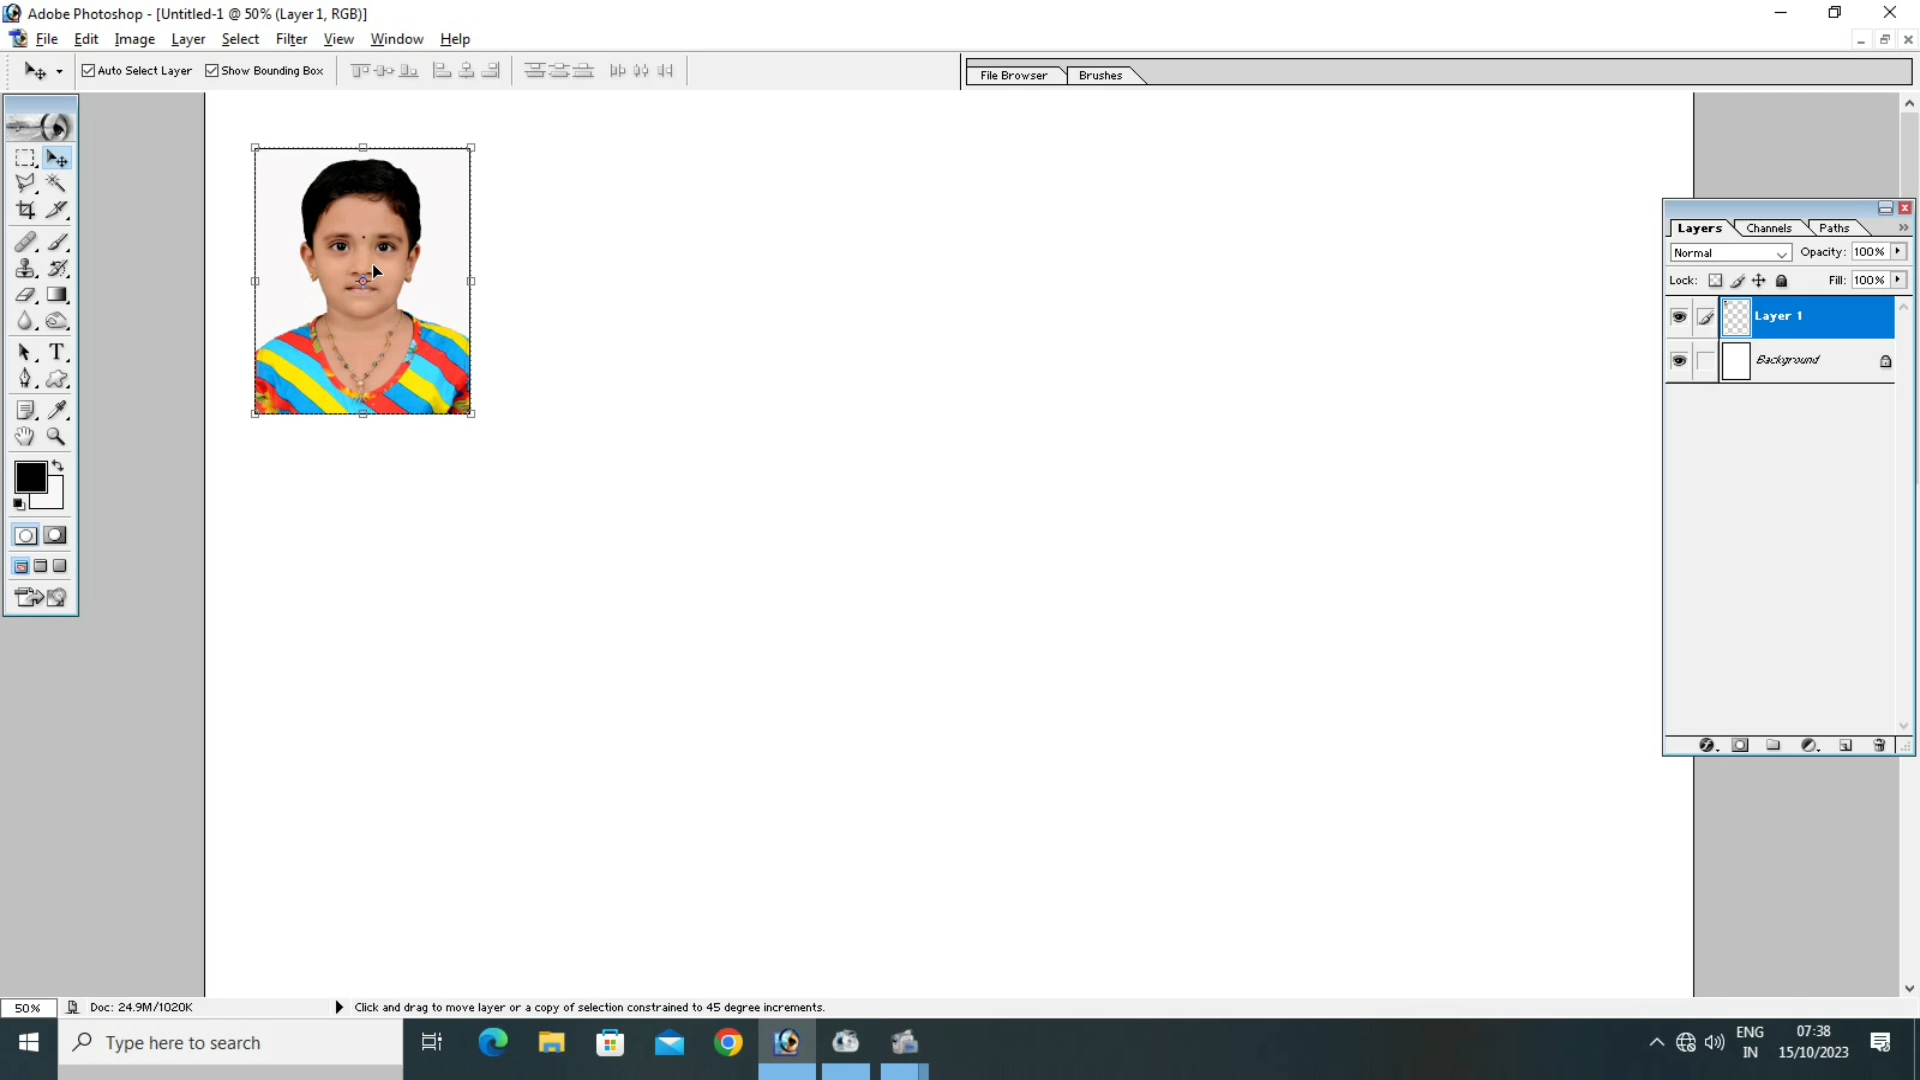 Adobe Photoshop - [Untitled-1 @ 50% (Layer 1, RGB)]
File Edit Image Layer Select Filter View Window Help
Auto Select Layer Show Bounding Box File Browser Brushes
Layers Channels Paths
Normal Opacity: 100%
Lock: Fill: 100%
Layer 1
Background
T
50% Doc: 24.9M/1020K Click and drag to move layer or a copy of selection constrained to 45 degree increments.
Type here to search
ENG
IN
07:38
15/10/2023